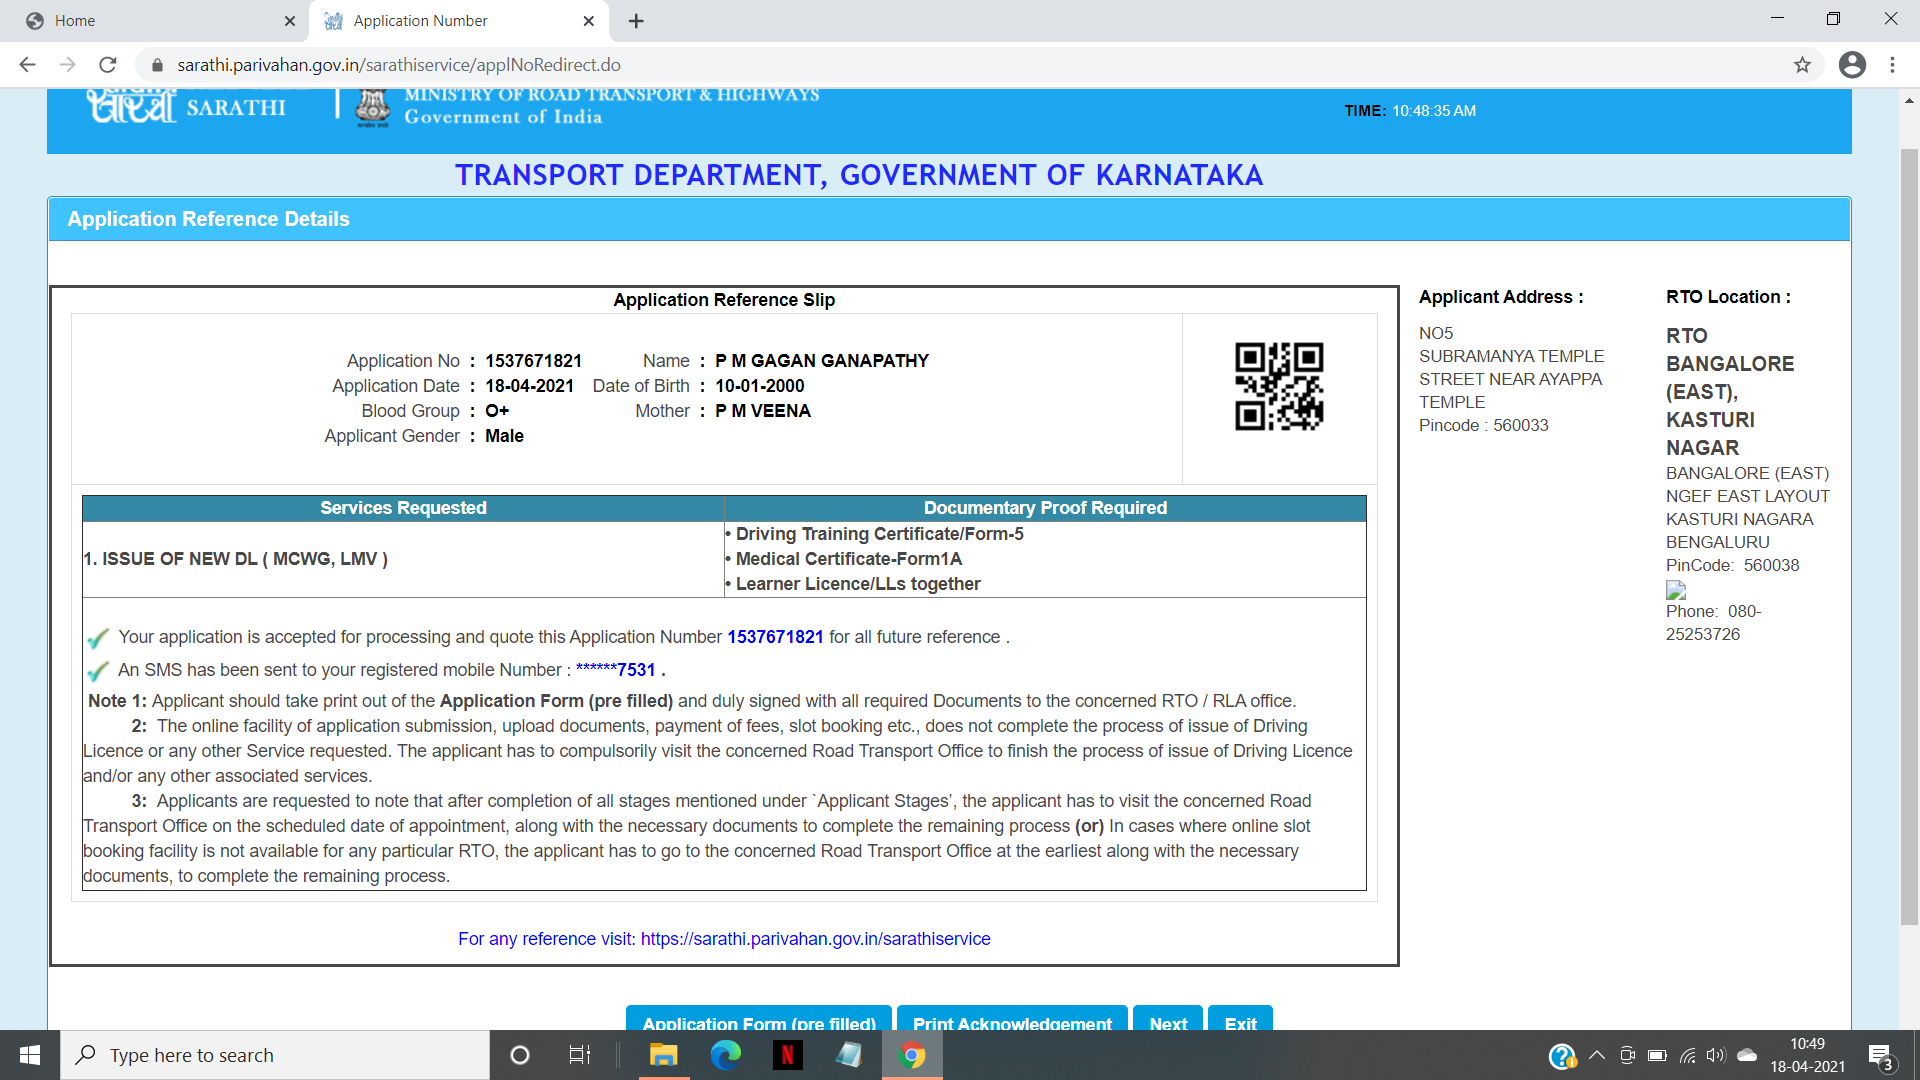 Home
Application Number
sarathi.parivahan.gov.in/sarathiservice/applNoRedirect.do
SARATHI
MINISTRY OF ROAD TRANSPORT & HIGHWAYS
Government of India
TIME: 10:48:35 AM
TRANSPORT DEPARTMENT, GOVERNMENT OF KARNATAKA
Application Reference Details
Application Reference Slip
Application No : 1537671821 Name : P M GAGAN GANAPATHY
Application Date : 18-04-2021 Date of Birth : 10-01-2000
Blood Group : O+ Mother : P M VEENA
Applicant Gender : Male
Services Requested Documentary Proof Required
1. ISSUE OF NEW DL ( MCWG, LMV )
• Driving Training Certificate/Form-5
• Medical Certificate-Form1A
• Learner Licence/LLs together
Your application is accepted for processing and quote this Application Number 1537671821 for all future reference .
An SMS has been sent to your registered mobile Number : ******7531 .
Note 1: Applicant should take print out of the Application Form (pre filled) and duly signed with all required Documents to the concerned RTO / RLA office.
2: The online facility of application submission, upload documents, payment of fees, slot booking etc., does not complete the process of issue of Driving
Licence or any other Service requested. The applicant has to compulsorily visit the concerned Road Transport Office to finish the process of issue of Driving Licence
and/or any other associated services.
3: Applicants are requested to note that after completion of all stages mentioned under `Applicant Stages’, the applicant has to visit the concerned Road
Transport Office on the scheduled date of appointment, along with the necessary documents to complete the remaining process (or) In cases where online slot
booking facility is not available for any particular RTO, the applicant has to go to the concerned Road Transport Office at the earliest along with the necessary
documents, to complete the remaining process.
For any reference visit: https://sarathi.parivahan.gov.in/sarathiservice
Applicant Address :
NO5
SUBRAMANYA TEMPLE
STREET NEAR AYAPPA
TEMPLE
Pincode : 560033
RTO Location :
RTO
BANGALORE
(EAST),
KASTURI
NAGAR
BANGALORE (EAST)
NGEF EAST LAYOUT
KASTURI NAGARA
BENGALURU
PinCode: 560038
Phone: 080-
25253726
Application Form (pre filled)
Print Acknowledgement
Next
Exit
Type here to search
N
10:49
18-04-2021
3